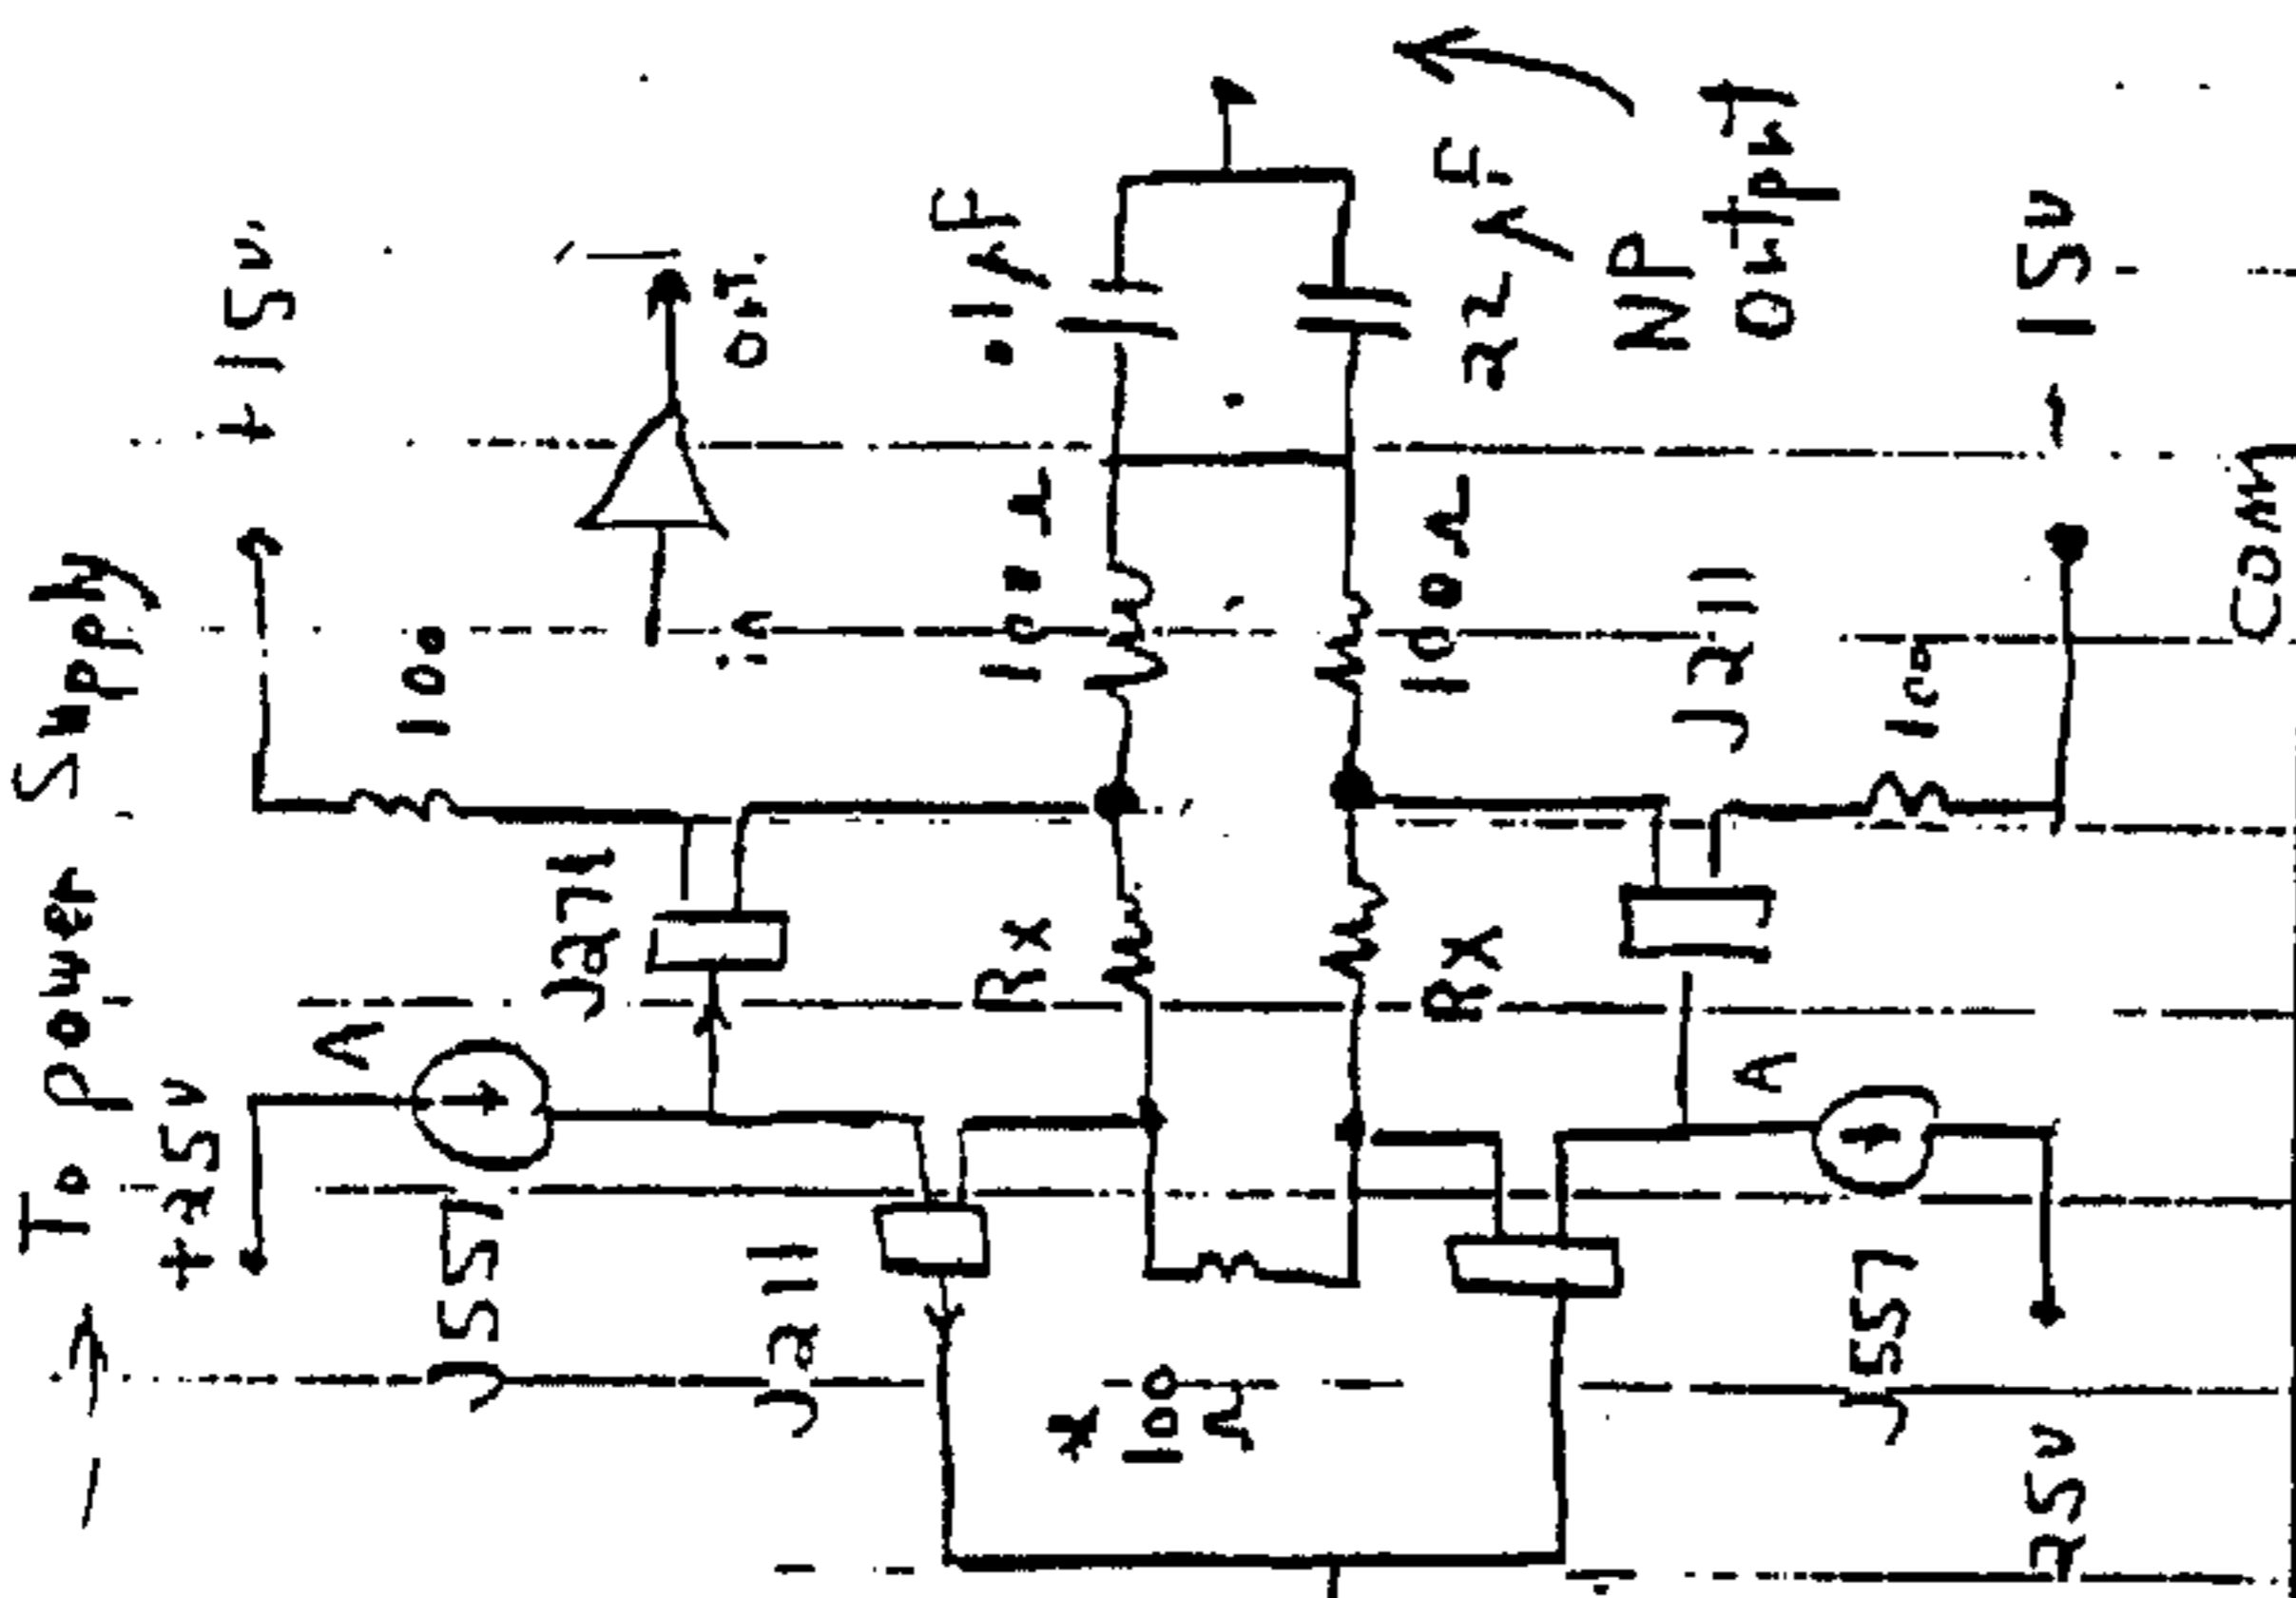 To Power Supply
+25v
+15v.
A
100
J557
J271
out.
in
J211
Rx
100Ω
.1µF
*
100
Ω
Rx
100Ω
22µF
NP
Output
J211
A
J557
100
25v
-15v
Com